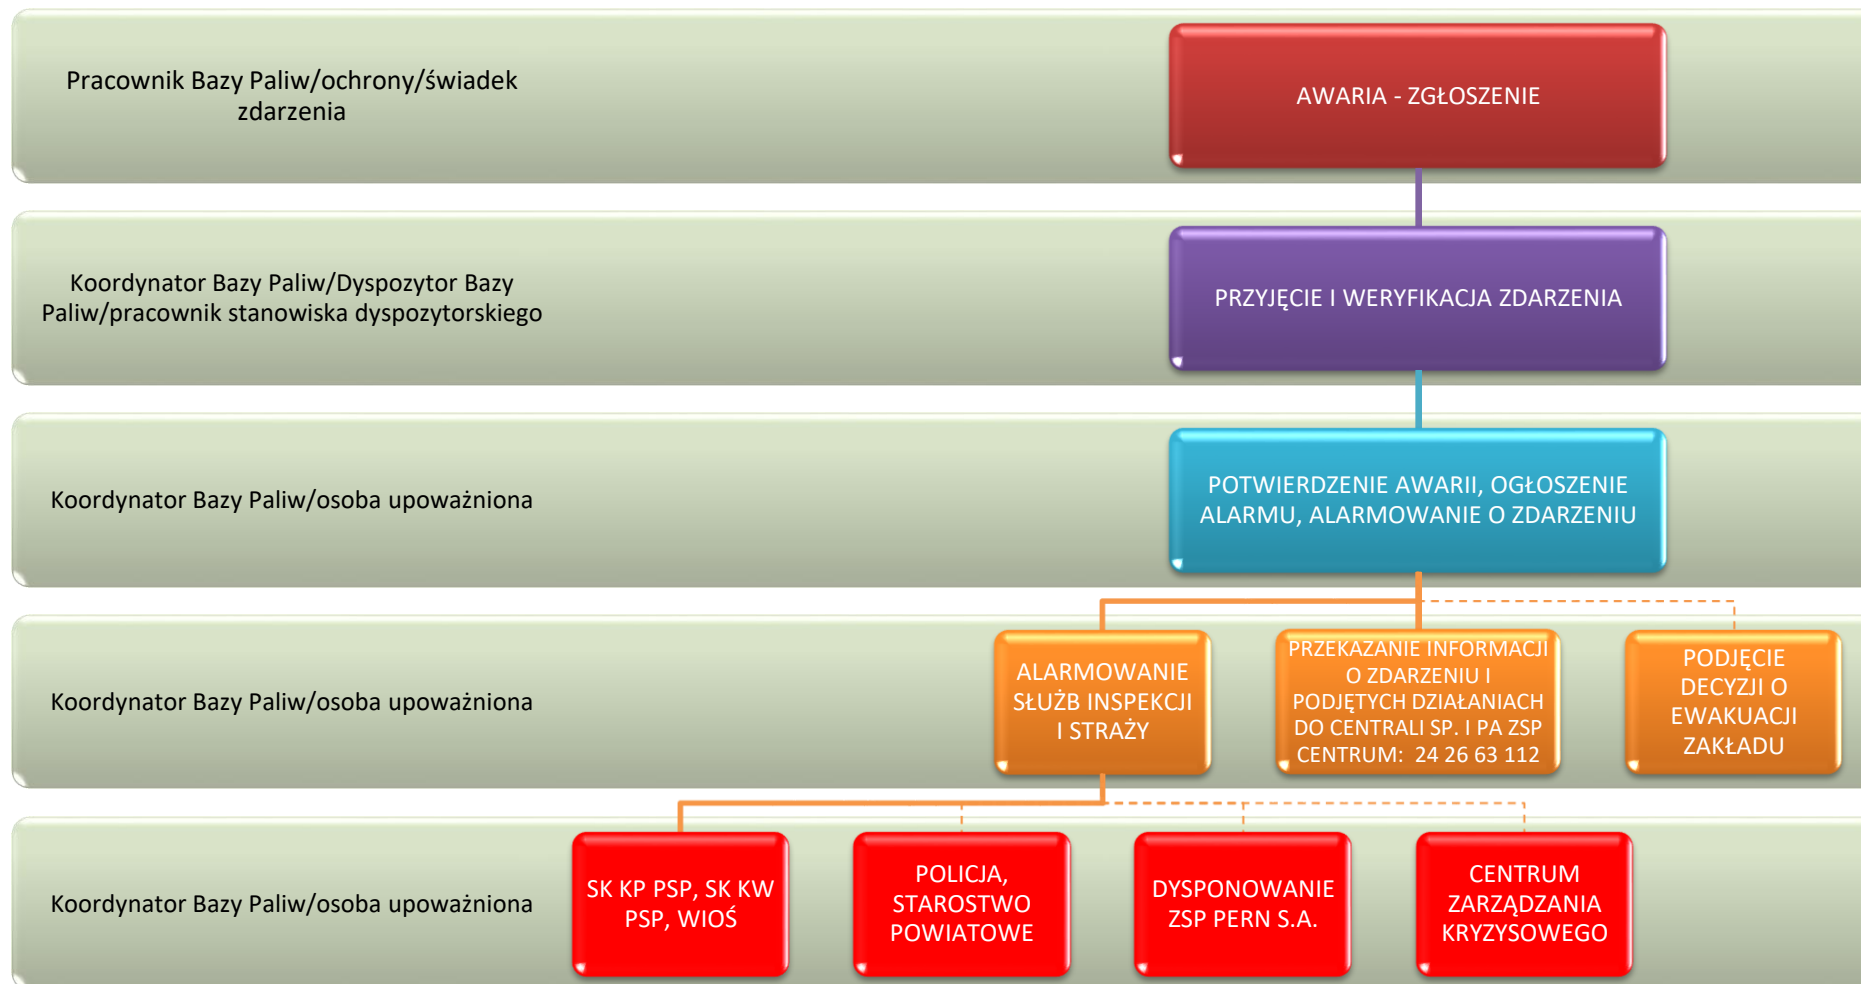 Pracownik Bazy Paliw/ochrony/świadek
zdarzenia
AWARIA - ZGŁOSZENIE
Koordynator Bazy Paliw/Dyspozytor Bazy
Paliw/pracownik stanowiska dyspozytorskiego
PRZYJĘCIE I WERYFIKACJA ZDARZENIA
Koordynator Bazy Paliw/osoba upoważniona
POTWIERDZENIE AWARII, OGŁOSZENIE
ALARMU, ALARMOWANIE O ZDARZENIU
Koordynator Bazy Paliw/osoba upoważniona
ALARMOWANIE
SŁUŻB INSPEKCJI
I STRAŻY
PRZEKAZANIE INFORMACJI
O ZDARZENIU I
PODJĘTYCH DZIAŁANIACH
DO CENTRALI SP. I PA ZSP
CENTRUM: 24 26 63 112
PODJĘCIE
DECYZJI O
EWAKUACJI
ZAKŁADU
Koordynator Bazy Paliw/osoba upoważniona
SK KP PSP, SK KW
PSP, WIOŚ
POLICJA,
STAROSTWO
POWIATOWE
DYSPONOWANIE
ZSP PERN S.A.
CENTRUM
ZARZĄDZANIA
KRYZYSOWEGO